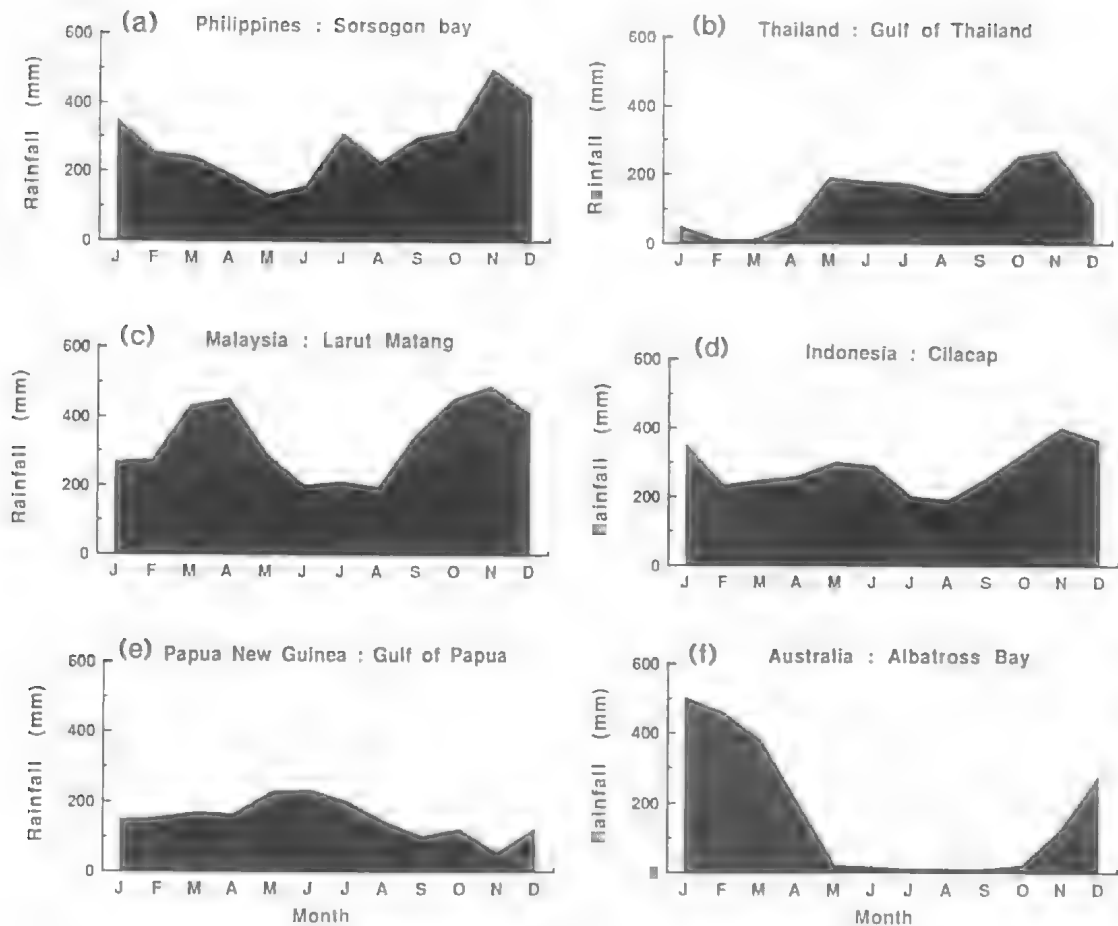 (a) Philippines : Sorsogon bay
Rainfall (mm)
600
400
200
0
J F M A M J J A S O N D
(b) Thailand : Gulf of Thailand
Rainfall (mm)
600
400
200
0
J F M A M J J A S O N D
(c) Malaysia : Larut Matang
Rainfall (mm)
600
400
200
0
J F M A M J J A S O N D
(d) Indonesia : Cilacap
Rainfall (mm)
600
400
200
0
J F M A M J J A S O N D
(e) Papua New Guinea : Gulf of Papua
Rainfall (mm)
600
400
200
0
J F M A M J J A S O N D
Month
(f) Australia : Albatross Bay
Rainfall (mm)
600
400
200
J F M A M J J A S O N D
Month